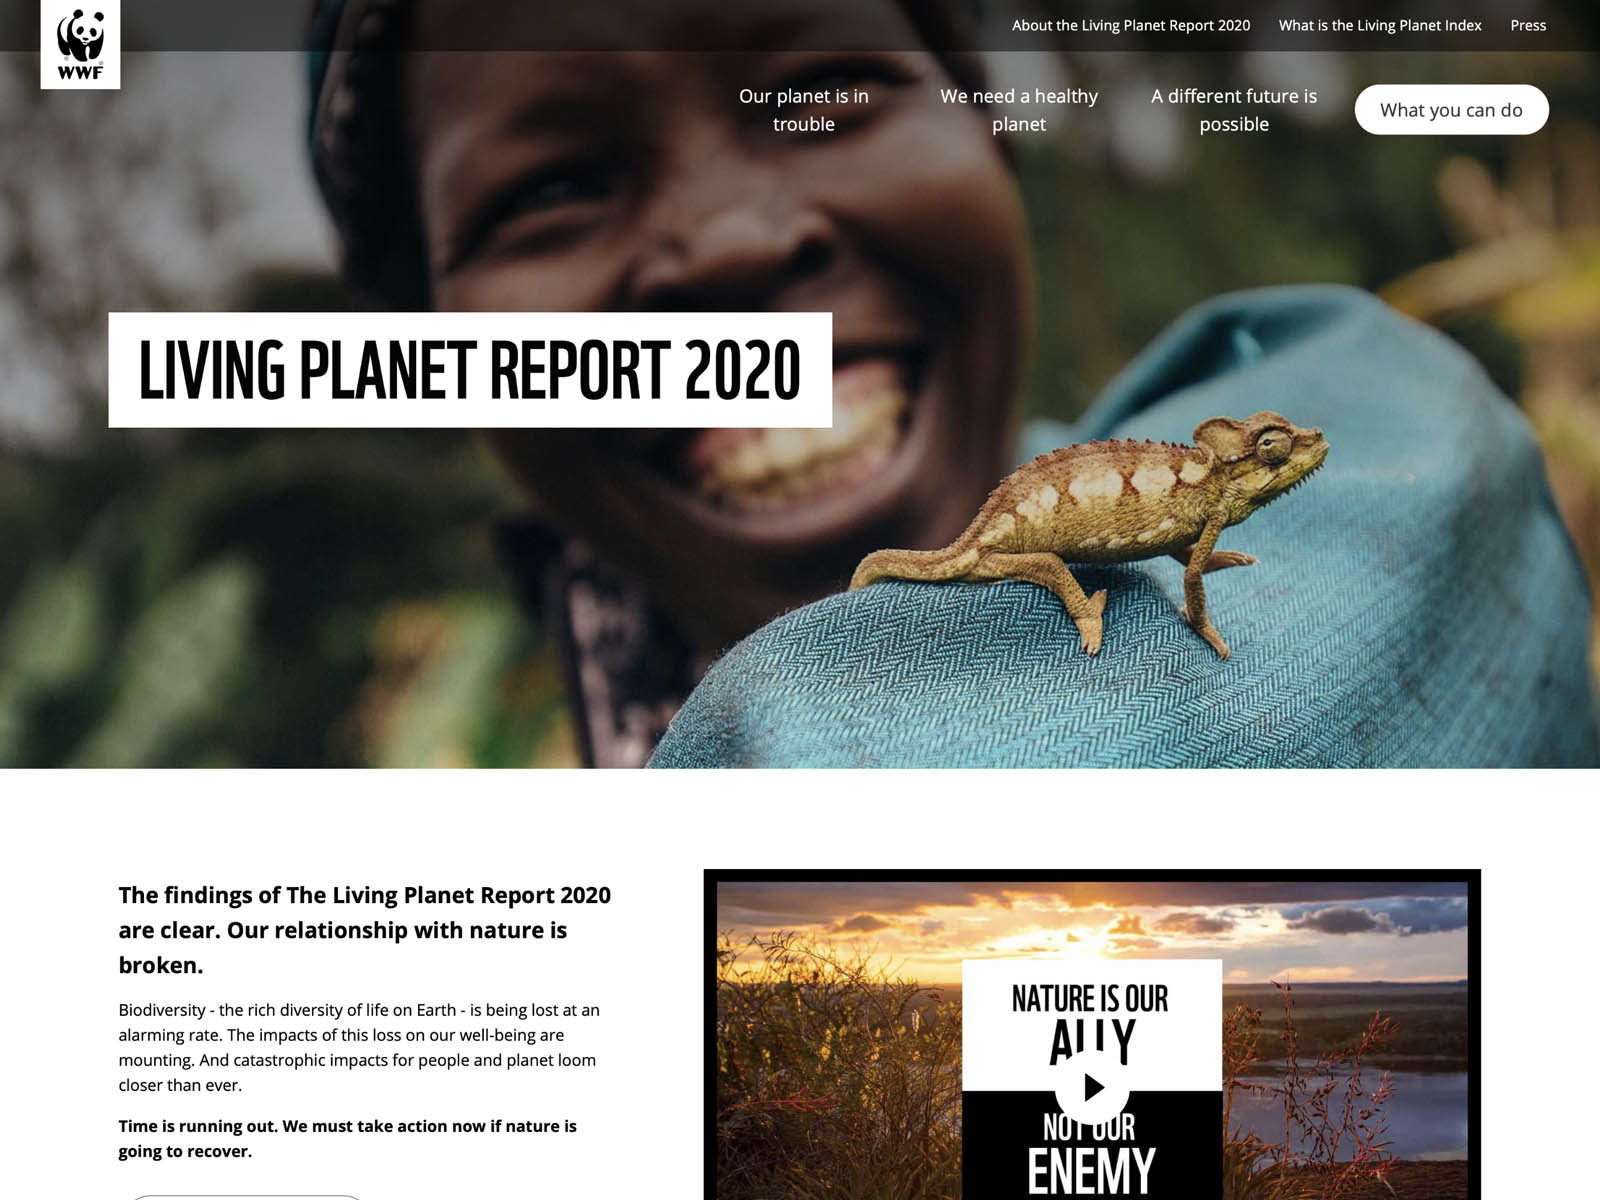 WWF
About the Living Planet Report 2020
What is the Living Planet Index
Press
Our planet is in
trouble
We need a healthy
planet
A different future is
possible
What you can do
LIVING PLANET REPORT 2020
The findings of The Living Planet Report 2020
are clear. Our relationship with nature is
broken.
Biodiversity - the rich diversity of life on Earth - is being lost at an
alarming rate. The impacts of this loss on our well-being are
mounting. And catastrophic impacts for people and planet loom
closer than ever.
Time is running out. We must take action now if nature is
going to recover.
NATURE IS OUR
ALLY
NOT OUR
ENEMY